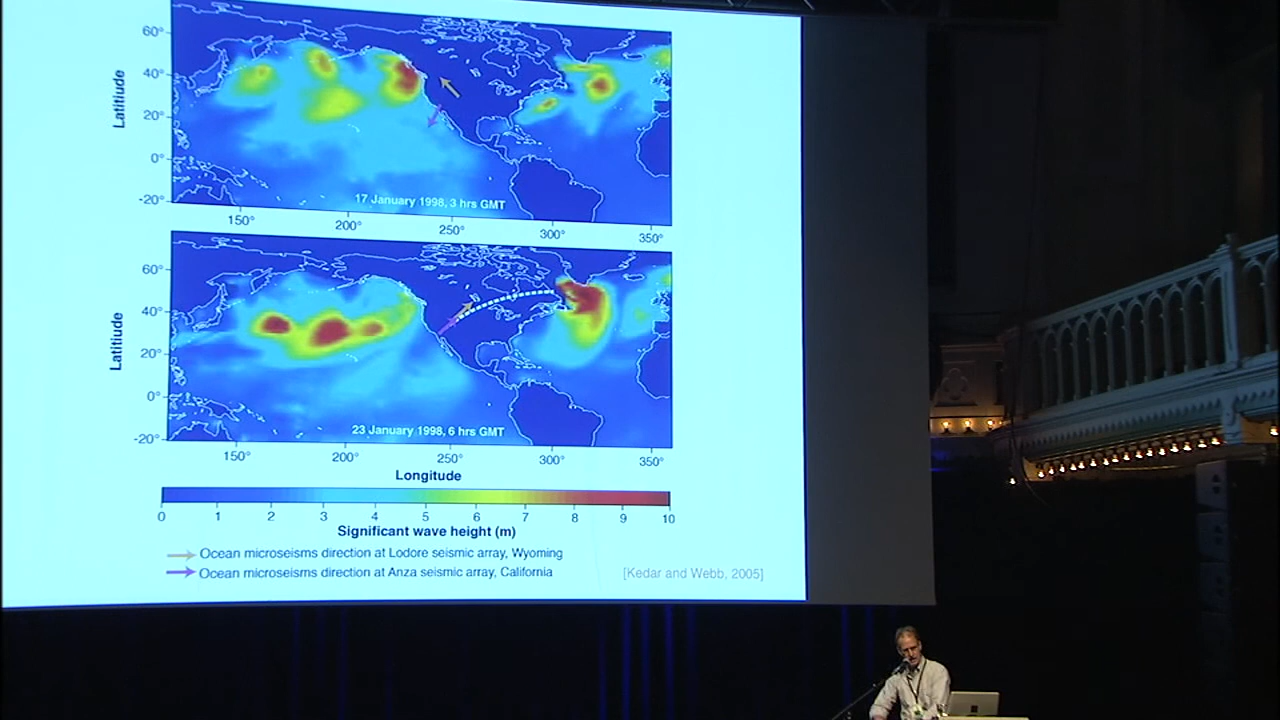 60°
40°
20°
0°
-20°
Latitiude
17 January 1998, 3 hrs GMT
150° 200° 250° 300° 350°
60°
40°
20°
0°
-20°
Latitiude
23 January 1998, 6 hrs GMT
150° 200° 250° 300° 350°
Longitude
0 1 2 3 4 5 6 7 8 9 10
Significant wave height (m)
Ocean microseisms direction at Lodore seismic array, Wyoming
Ocean microseisms direction at Anza seismic array, California
[Kedar and Webb, 2005]